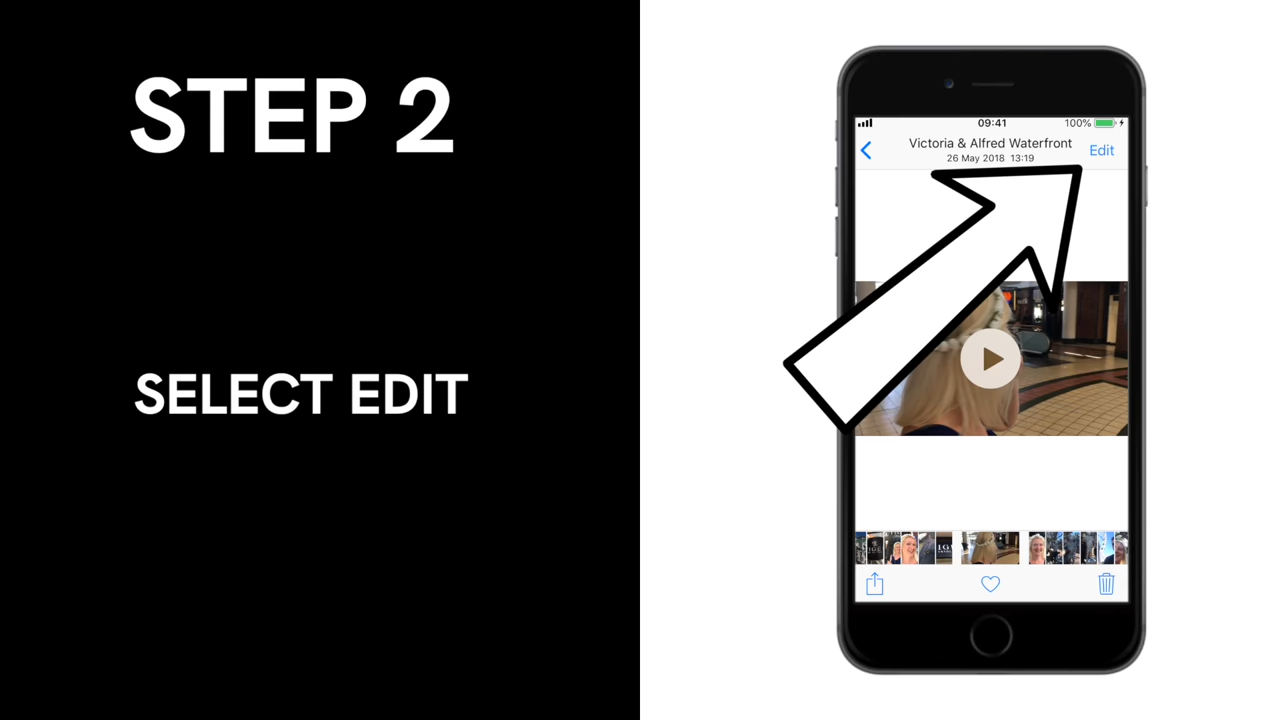 STEP 2
SELECT EDIT
09:41
100%
Victoria & Alfred Waterfront
Edit
26 May 2018 13:19